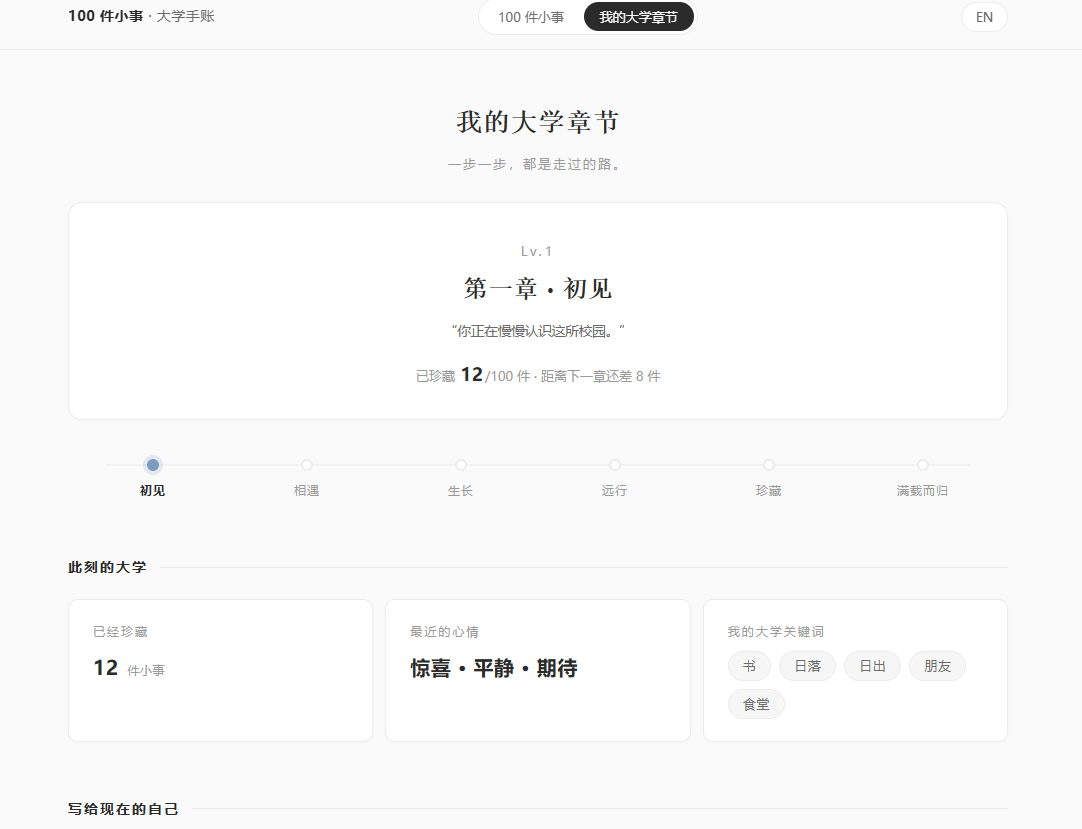 100 件小事 · 大学手账
100 件小事
我的大学章节
EN
我的大学章节
一步一步，都是走过的路。
Lv.1
第一章 · 初见
“你正在慢慢认识这所校园。”
已珍藏 12/100 件 · 距离下一章还差 8 件
初见
相遇
生长
远行
珍藏
满载而归
此刻的大学
已经珍藏
12 件小事
最近的心情
惊喜 · 平静 · 期待
我的大学关键词
书
日落
日出
朋友
食堂
写给现在的自己